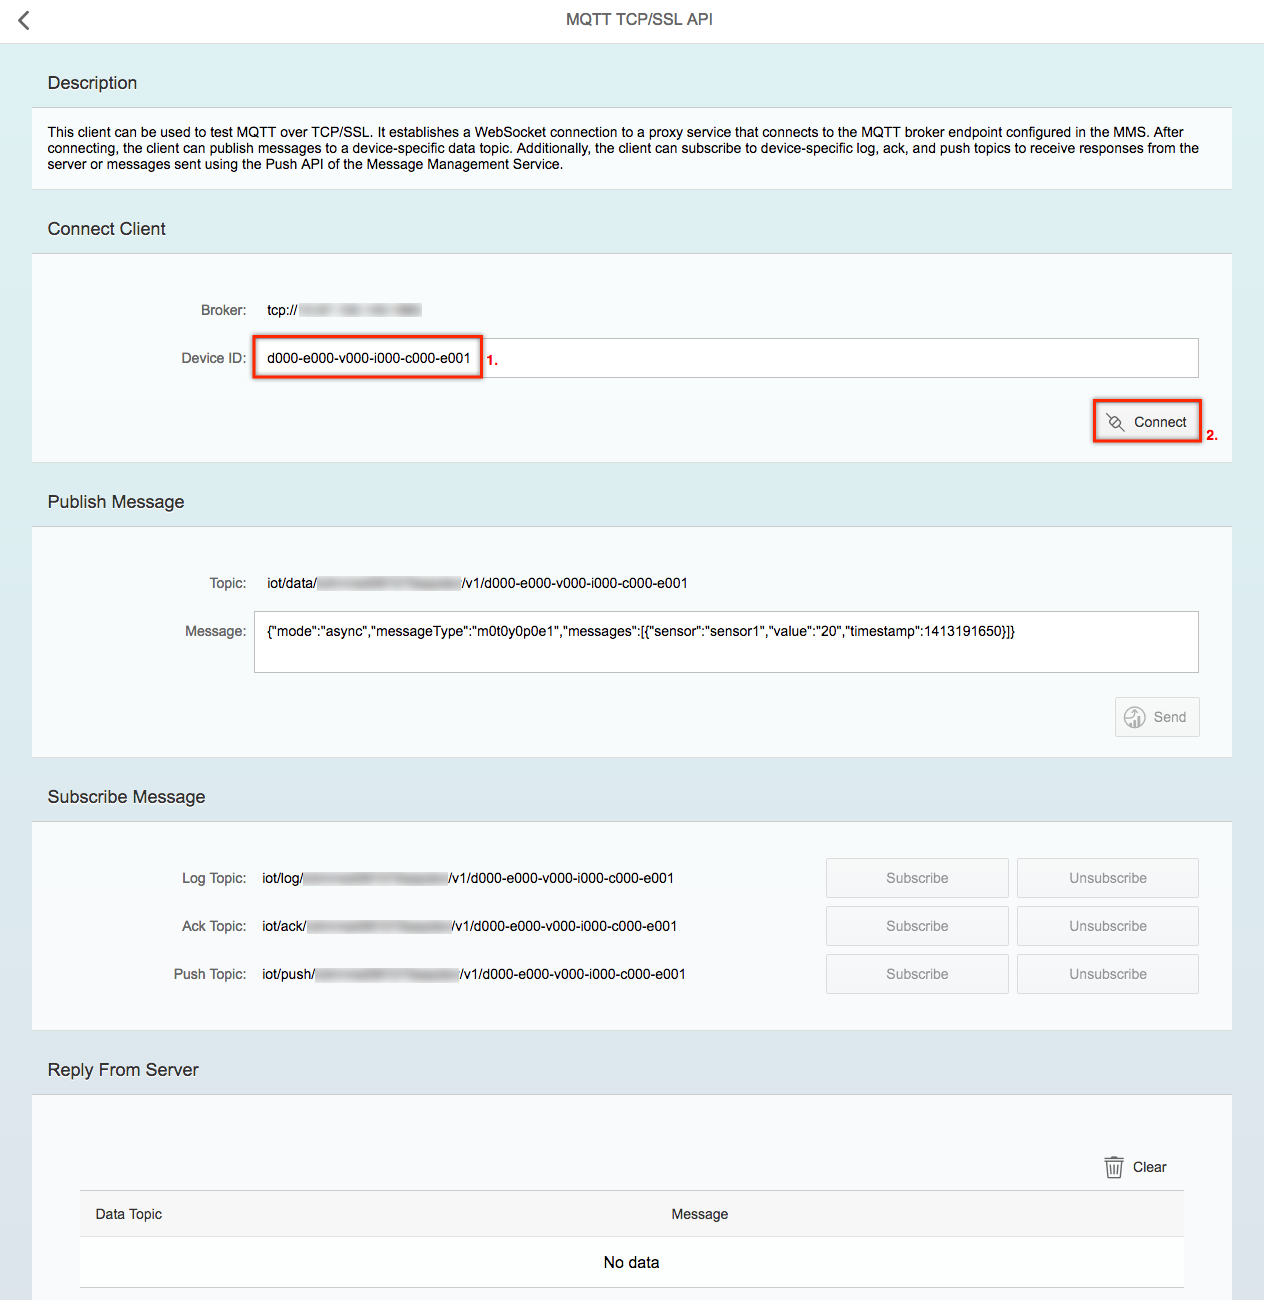 MQTT TCP/SSL API
Description
This client can be used to test MQTT over TCP/SSL. It establishes a WebSocket connection to a proxy service that connects to the MQTT broker endpoint configured in the MMS. After
connecting, the client can publish messages to a device-specific data topic. Additionally, the client can subscribe to device-specific log, ack, and push topics to receive responses from the
server or messages sent using the Push API of the Message Management Service.
Connect Client
Broker: tcp://
Device ID: d000-e000-v000-i000-c000-e001 1.
Connect 2.
Publish Message
Topic: iot/data/ /v1/d000-e000-v000-i000-c000-e001
Message: {"mode":"async","messageType":"m0t0y0p0e1","messages":[{"sensor":"sensor1","value":"20","timestamp":1413191650}]}
Send
Subscribe Message
Log Topic: iot/log/ /v1/d000-e000-v000-i000-c000-e001 Subscribe Unsubscribe
Ack Topic: iot/ack/ /v1/d000-e000-v000-i000-c000-e001 Subscribe Unsubscribe
Push Topic: iot/push/ /v1/d000-e000-v000-i000-c000-e001 Subscribe Unsubscribe
Reply From Server
Clear
Data Topic Message
No data